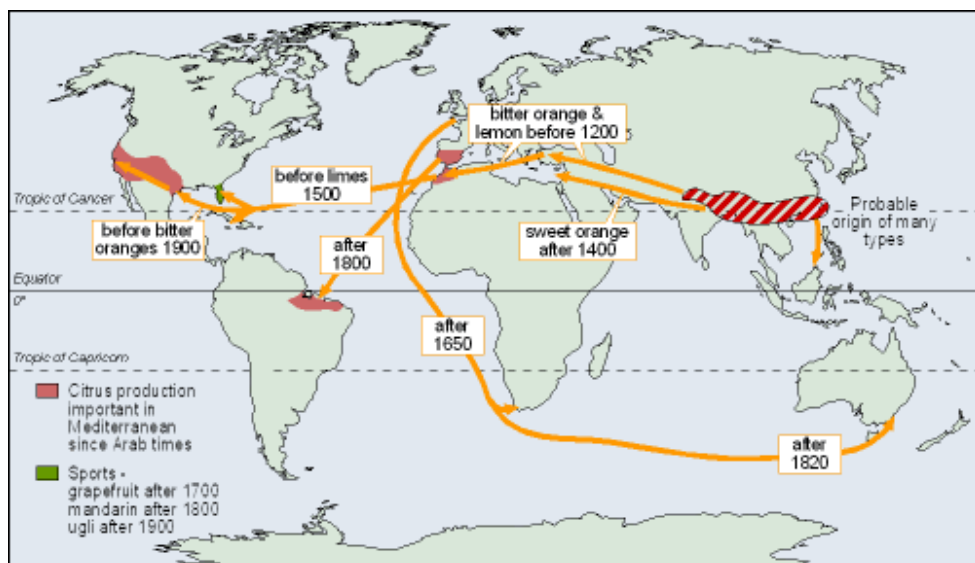 bitter orange &
lemon before 1200
before limes
1500
Tropic of Cancer
Probable
origin of many
types
before bitter
oranges 1900
sweet orange
after 1400
after
1800
Equator
0°
after
1650
Tropic of Capricorn
Citrus production
important in
Mediterranean
since Arab times
after
1820
Sports -
grapefruit after 1700
mandarin after 1800
ugli after 1900